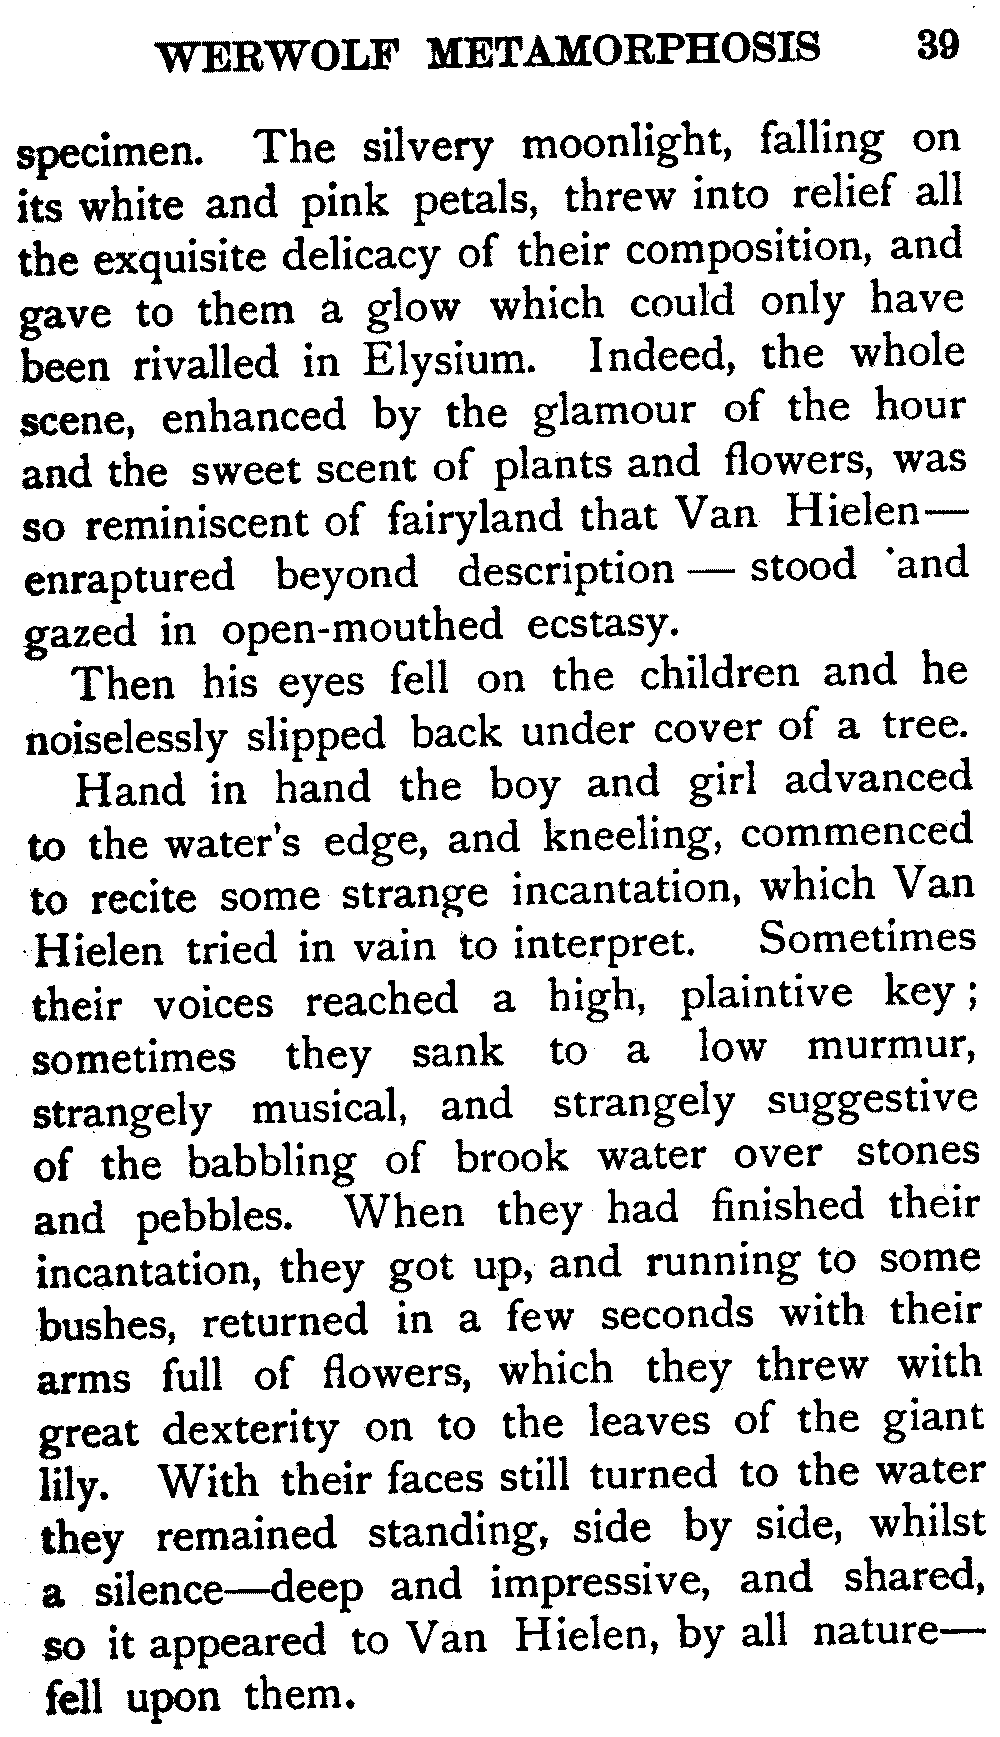 WERWOLF METAMORPHOSIS 39
specimen. The silvery moonlight, falling on
its white and pink petals, threw into relief all
the exquisite delicacy of their composition, and
gave to them a glow which could only have
been rivalled in Elysium. Indeed, the whole
scene, enhanced by the glamour of the hour
and the sweet scent of plants and flowers, was
so reminiscent of fairyland that Van Hielen—
enraptured beyond description — stood and
gazed in open-mouthed ecstasy.
Then his eyes fell on the children and he
noiselessly slipped back under cover of a tree.
Hand in hand the boy and girl advanced
to the water's edge, and kneeling, commenced
to recite some strange incantation, which Van
Hielen tried in vain to interpret. Sometimes
their voices reached a high, plaintive key ;
sometimes they sank to a low murmur,
strangely musical, and strangely suggestive
of the babbling of brook water over stones
and pebbles. When they had finished their
incantation, they got up, and running to some
bushes, returned in a few seconds with their
arms full of flowers, which they threw with
great dexterity on to the leaves of the giant
lily. With their faces still turned to the water
they remained standing, side by side, whilst
a silence—deep and impressive, and shared,
so it appeared to Van Hielen, by all nature—
fell upon them.